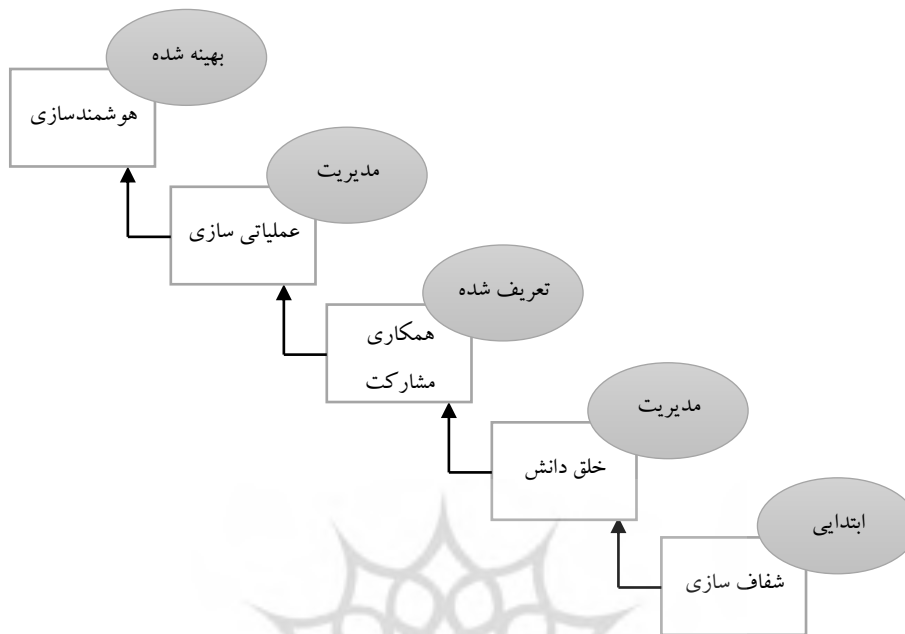 بهینه شده
هوشمندسازی
مدیریت
عملیاتی سازی
تعریف شده
همکاری
مشارکت
مدیریت
خلق دانش
ابتدایی
شفاف سازی